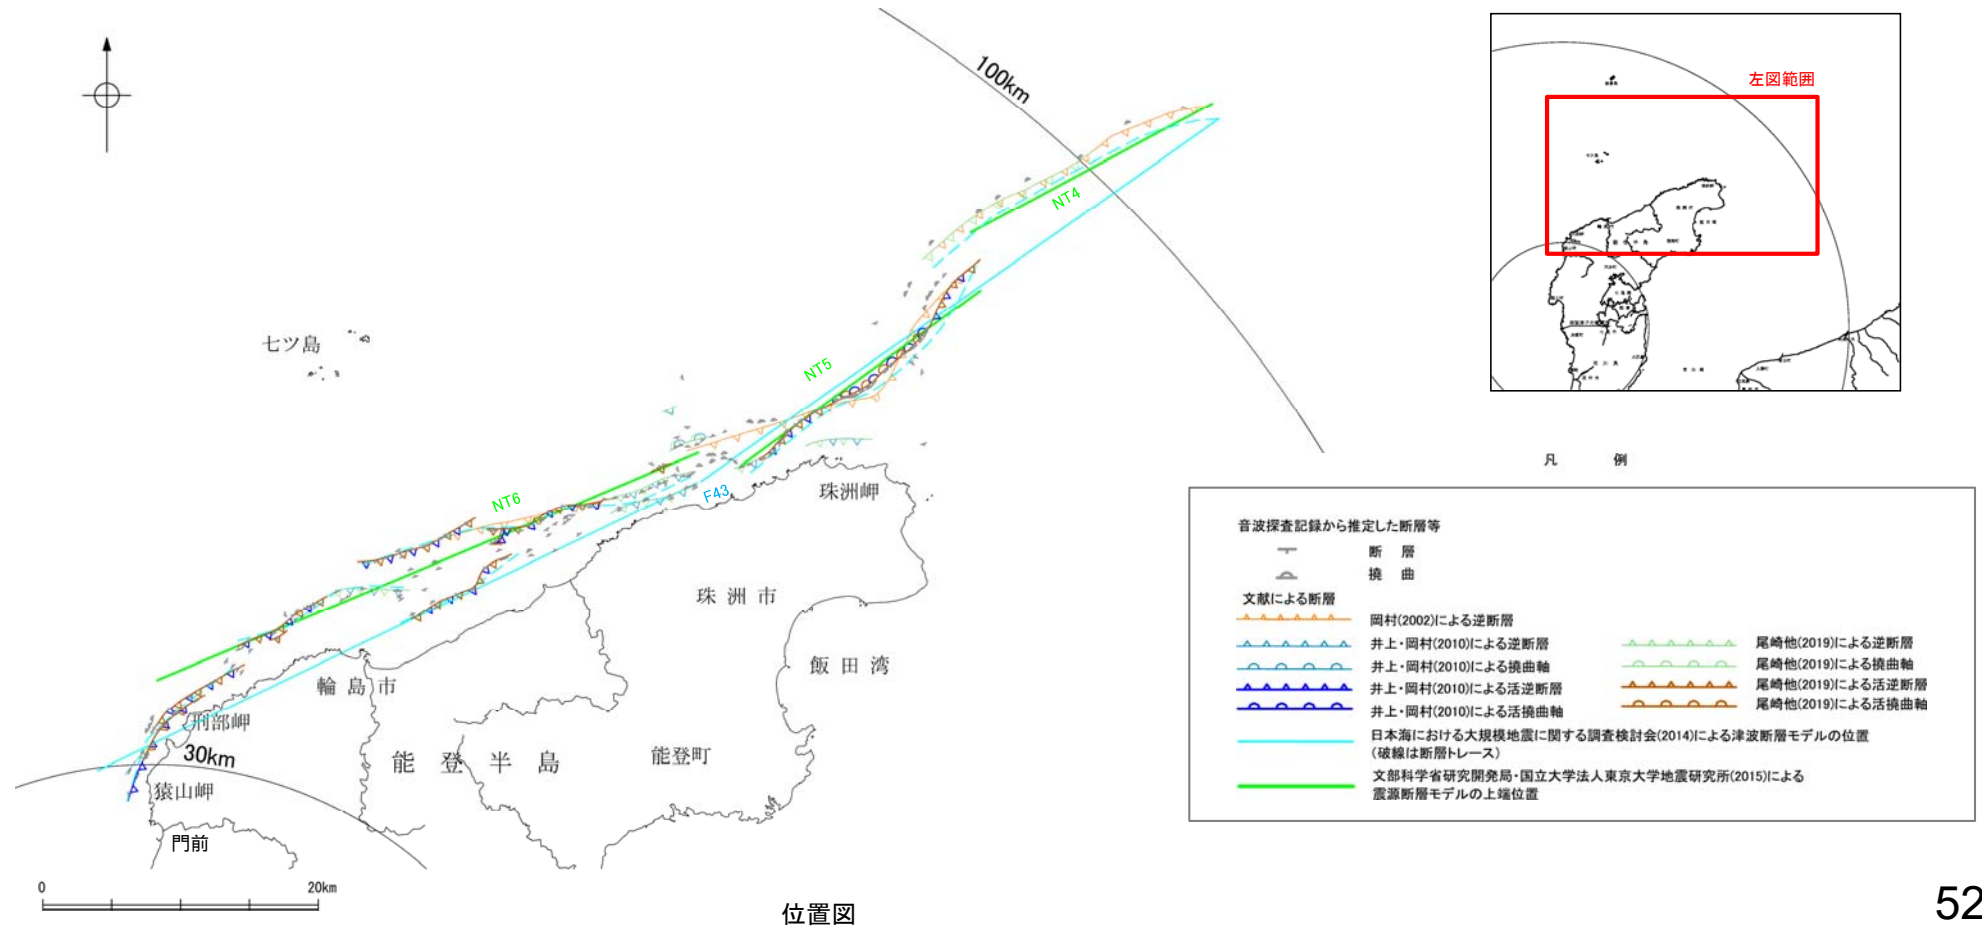 100km
左図範囲
NT4
七ツ島
NT5
凡 例
珠洲岬
F43
NT6
音波探査記録から推定した断層等
断 層
撓 曲
文献による断層
岡村(2002)による逆断層
井上・岡村(2010)による逆断層
尾崎他(2019)による逆断層
井上・岡村(2010)による撓曲軸
尾崎他(2019)による撓曲軸
井上・岡村(2010)による活逆断層
尾崎他(2019)による活逆断層
井上・岡村(2010)による活撓曲軸
尾崎他(2019)による活撓曲軸
日本海における大規模地震に関する調査検討会(2014)による津波断層モデルの位置
(破線は断層トレース)
文部科学省研究開発局・国立大学法人東京大学地震研究所(2015)による
震源断層モデルの上端位置
珠 洲 市
飯 田 湾
輪 島 市
刑部岬
30km
能 登 半 島
能登町
猿山岬
門前
0
20km
位置図
52